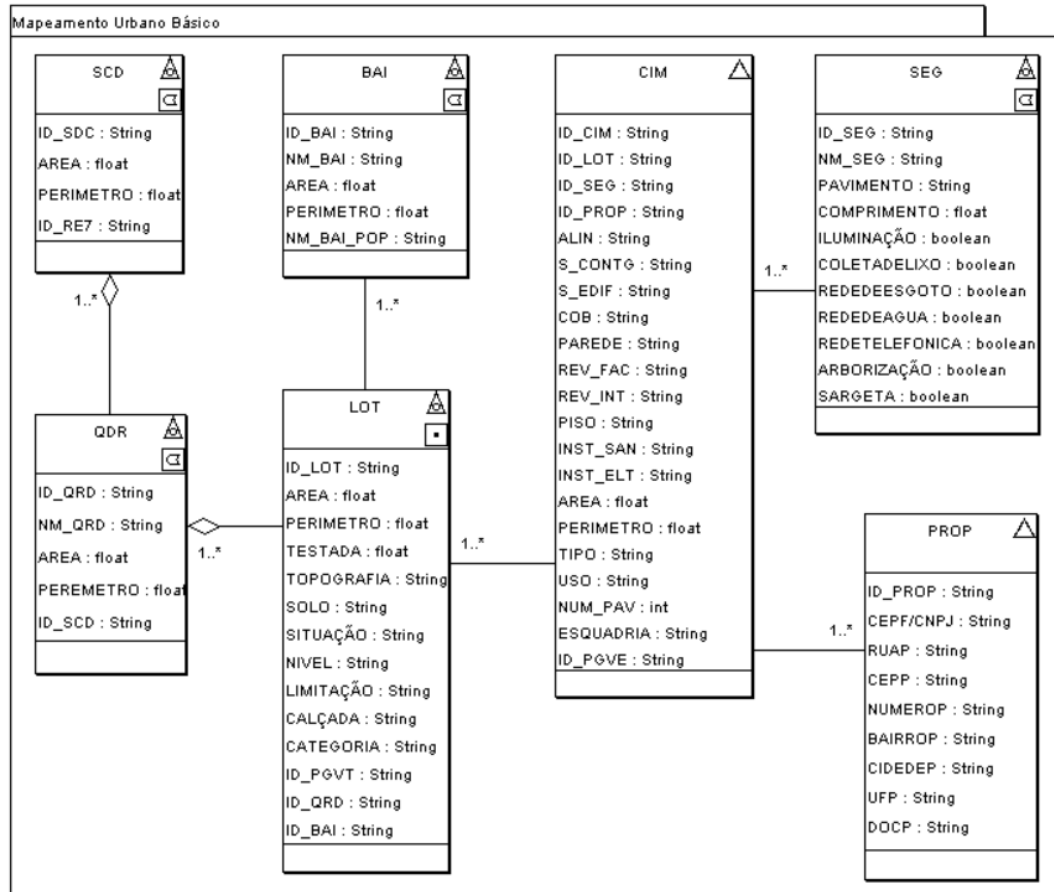 Mapeamento Urbano Básico
SCD
ID_SDC : String
AREA : float
PERIMETRO : float
ID_RE7 : String
1..*
BAI
ID_BAI : String
NM_BAI : String
AREA : float
PERIMETRO : float
NM_BAI_POP : String
1..*
CIM
ID_CIM : String
ID_LOT : String
ID_SEG : String
ID_PROP : String
ALIN : String
S_CONTG : String
S_EDIF : String
COB : String
PAREDE : String
REV_FAC : String
REV_INT : String
PISO : String
INST_SAN : String
INST_ELT : String
AREA : float
PERIMETRO : float
TIPO : String
USO : String
NUM_PAV : int
ESQUADRIA : String
ID_PGVE : String
1..*
SEG
ID_SEG : String
NM_SEG : String
PAVIMENTO : String
COMPRIMENTO : float
ILUMINAÇÃO : boolean
COLETADELIXO : boolean
REDEDEESGOTO : boolean
REDEDEAGUA : boolean
REDETELEFONICA : boolean
ARBORIZAÇÃO : boolean
SARGETA : boolean
QDR
ID_QRD : String
NM_QRD : String
AREA : float
PEREMETRO : float
ID_SCD : String
1..*
LOT
ID_LOT : String
AREA : float
PERIMETRO : float
TESTADA : float
TOPOGRAFIA : String
SOLO : String
SITUAÇÃO : String
NIVEL : String
LIMITAÇÃO : String
CALÇADA : String
CATEGORIA : String
ID_PGVT : String
ID_QRD : String
ID_BAI : String
1..*
1..*
PROP
ID_PROP : String
CEPF/CNPJ : String
RUAP : String
CEPP : String
NUMEROP : String
BAIRROP : String
CIDEDEP : String
UFP : String
DOCP : String